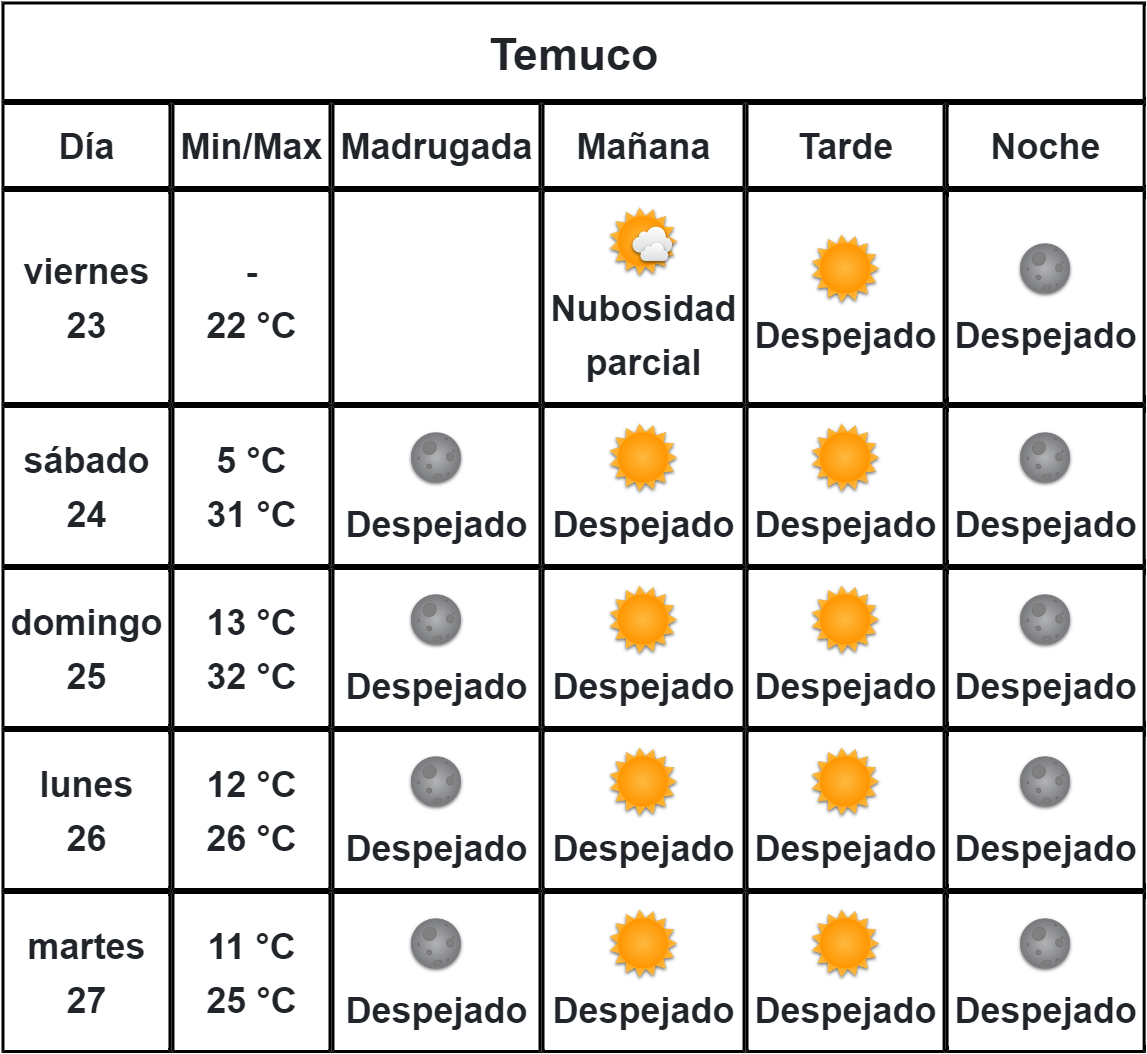 Temuco
Día Min/Max Madrugada Mañana Tarde Noche
viernes
23
-
22 °C
Nubosidad
parcial
Despejado
Despejado
sábado
24
5 °C
31 °C
Despejado
Despejado
Despejado
Despejado
domingo
25
13 °C
32 °C
Despejado
Despejado
Despejado
Despejado
lunes
26
12 °C
26 °C
Despejado
Despejado
Despejado
Despejado
martes
27
11 °C
25 °C
Despejado
Despejado
Despejado
Despejado